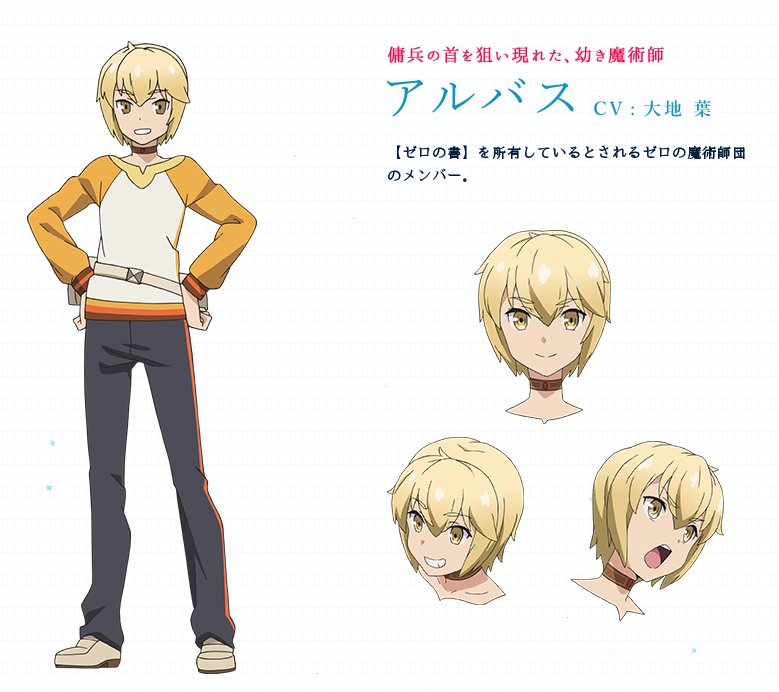 傭兵の首を狙い現れた、幼き魔術師
アルバス CV：大地 葉
【ゼロの書】を所有しているとされるゼロの魔術師団
のメンバー。